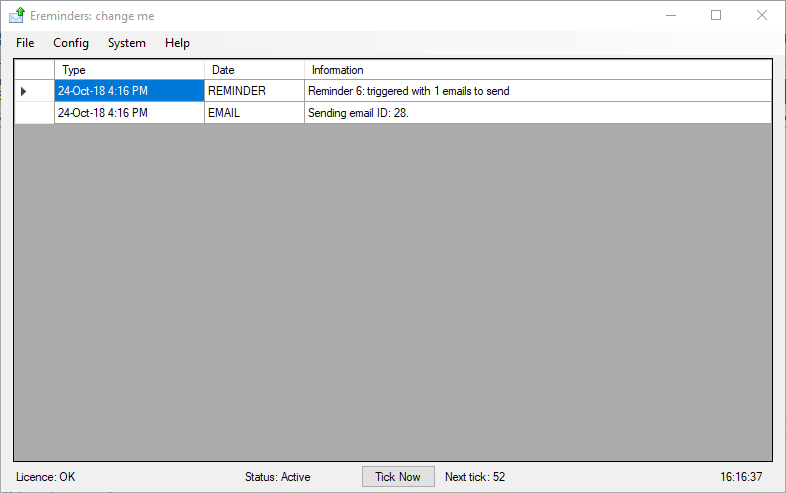 Ereminders: change me
File Config System Help
Type Date Information
24-Oct-18 4:16 PM REMINDER Reminder 6: triggered with 1 emails to send
24-Oct-18 4:16 PM EMAIL Sending email ID: 28.
Licence: OK Status: Active Tick Now Next tick: 52 16:16:37